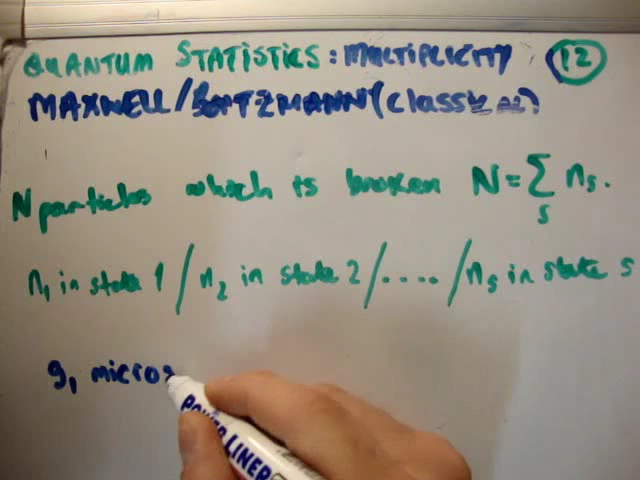 QUANTUM STATISTICS: MULTIPLICITY 12
MAXWELL/BOLTZMANN (classical)
N particles which is broken N = ∑ₛ nₛ.
n₁ in state 1 / n₂ in state 2 / ..... / nₛ in state s
g₁ micros
POWERLINER